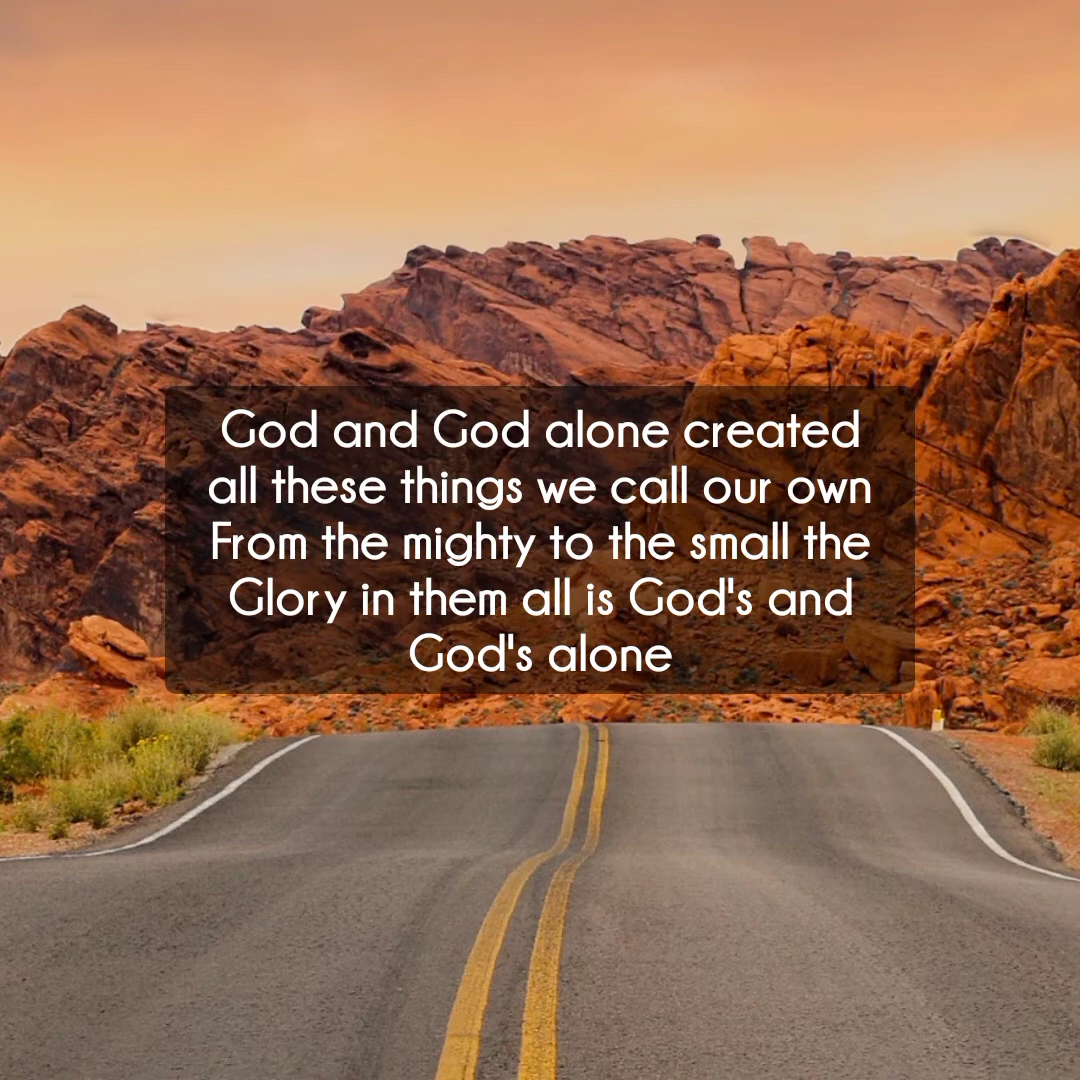 God and God alone created
all these things we call our own
From the mighty to the small the
Glory in them all is God's and
God's alone